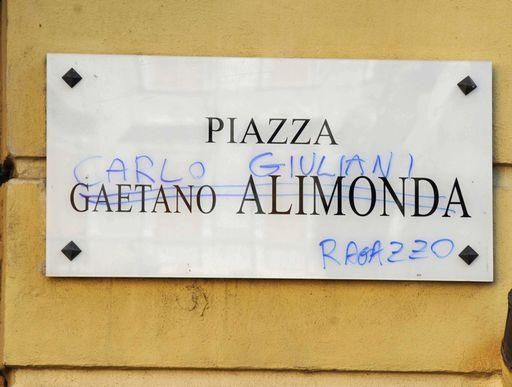 PIAZZA
CARLO GIULIANI
GAETANO ALIMONDA
RAGAZZO